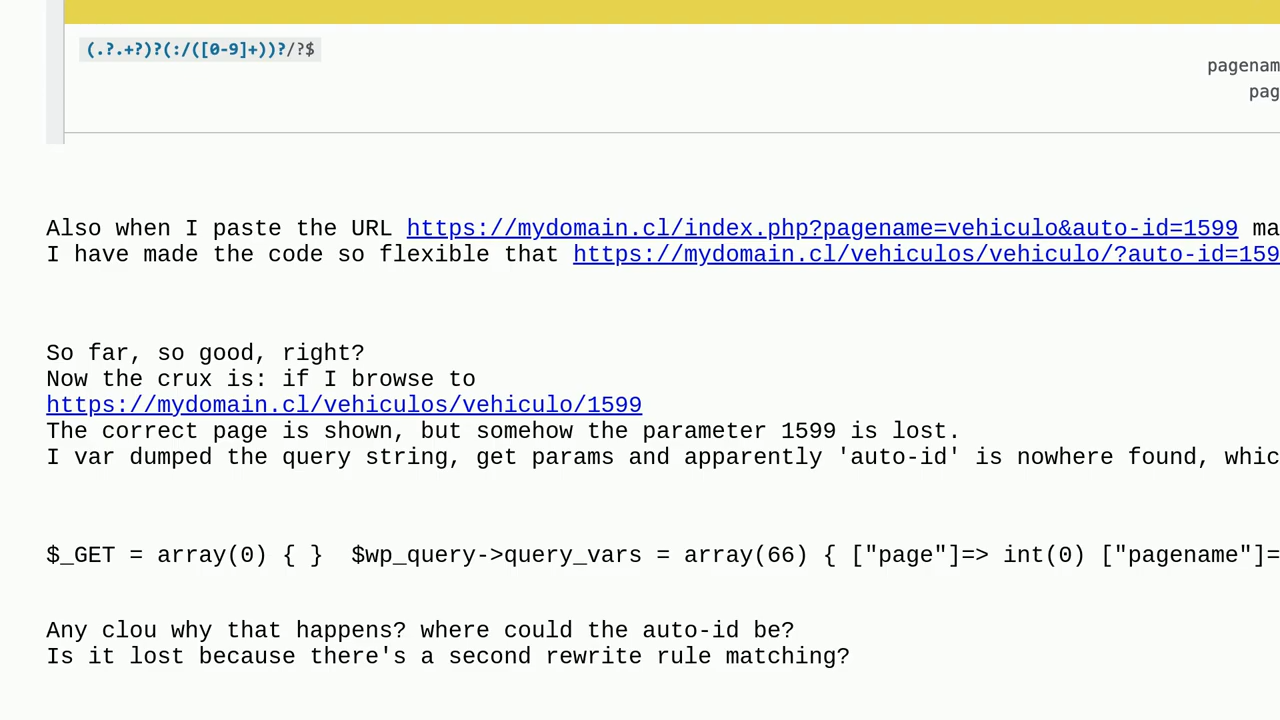 (.?.+?)?(:/([0-9]+))?/?$
pagenam
pag
Also when I paste the URL https://mydomain.cl/index.php?pagename=vehiculo&auto-id=1599 ma
I have made the code so flexible that https://mydomain.cl/vehiculos/vehiculo/?auto-id=159
So far, so good, right?
Now the crux is: if I browse to
https://mydomain.cl/vehiculos/vehiculo/1599
The correct page is shown, but somehow the parameter 1599 is lost.
I var dumped the query string, get params and apparently 'auto-id' is nowhere found, whic
$_GET = array(0) { }  $wp_query->query_vars = array(66) { ["page"]=> int(0) ["pagename"]=
Any clou why that happens? where could the auto-id be?
Is it lost because there's a second rewrite rule matching?